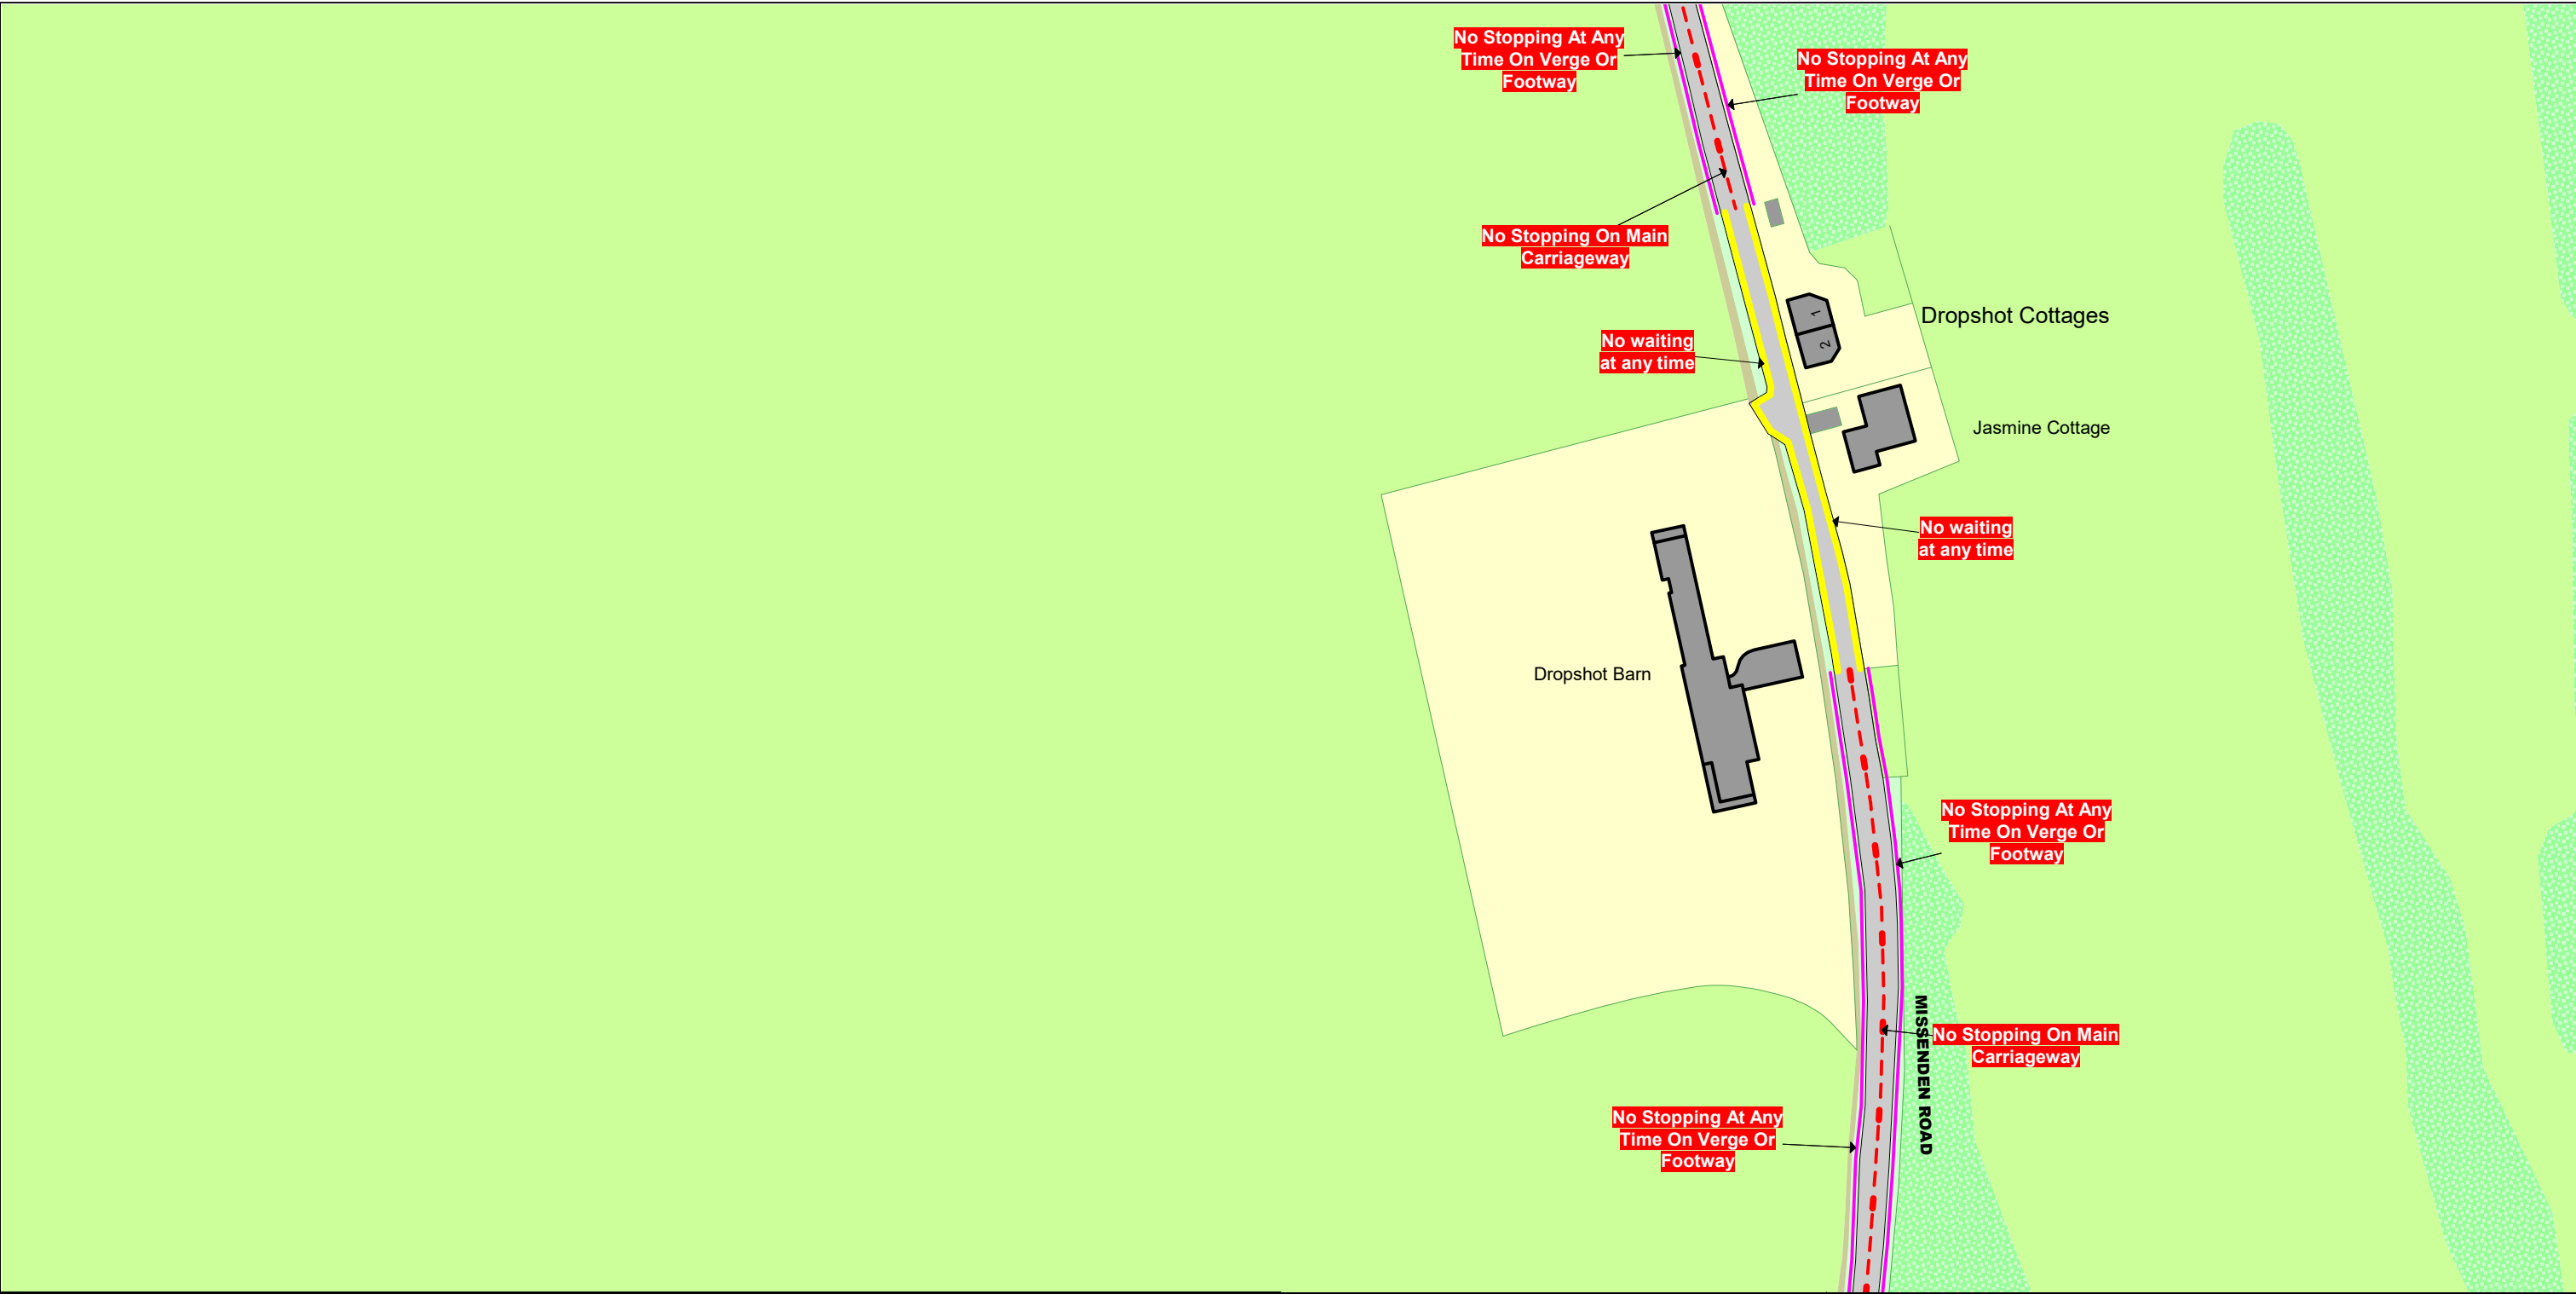 No Stopping At Any
Time On Verge Or
Footway
No Stopping At Any
Time On Verge Or
Footway
No Stopping On Main
Carriageway
1
2
Dropshot Cottages
No waiting
at any time
Jasmine Cottage
No waiting
at any time
Dropshot Barn
No Stopping At Any
Time On Verge Or
Footway
MISSENDEN ROAD
No Stopping On Main
Carriageway
No Stopping At Any
Time On Verge Or
Footway